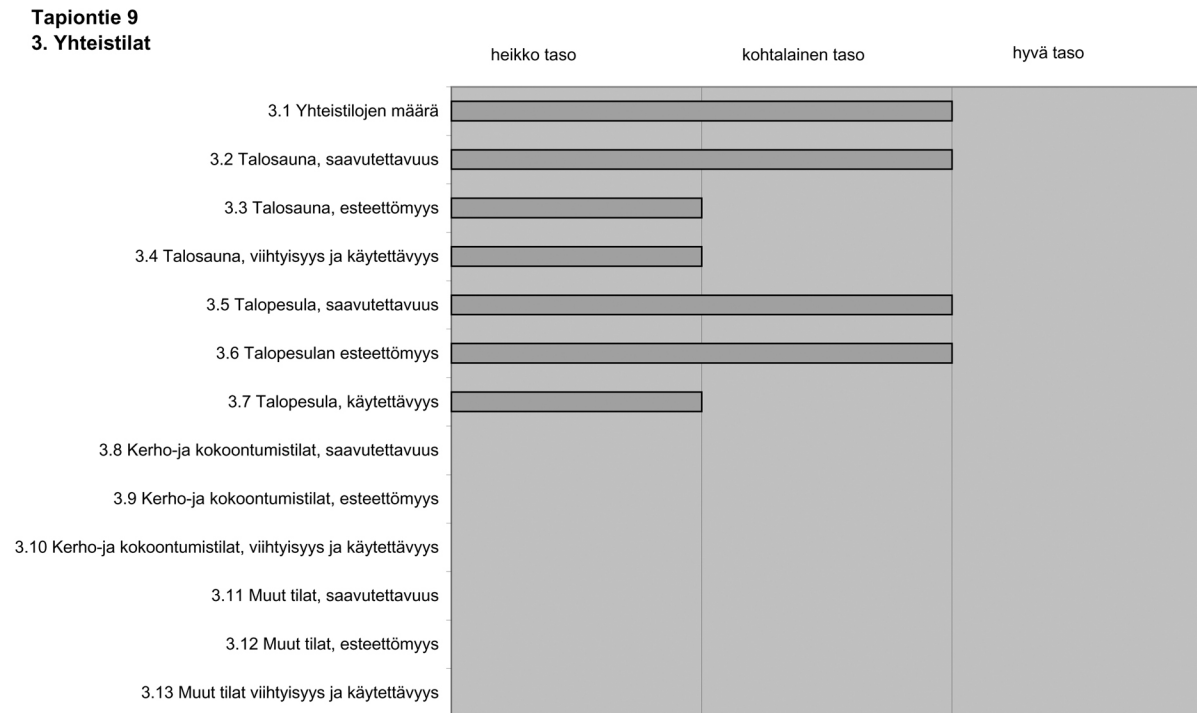 Tapiontie 9
3. Yhteistilat
heikko taso
kohtalainen taso
hyvä taso
3.1 Yhteistilojen määrä
3.2 Talosauna, saavutettavuus
3.3 Talosauna, esteettömyys
3.4 Talosauna, viihtyisyys ja käytettävyys
3.5 Talopesula, saavutettavuus
3.6 Talopesulan esteettömyys
3.7 Talopesula, käytettävyys
3.8 Kerho-ja kokoontumistilat, saavutettavuus
3.9 Kerho-ja kokoontumistilat, esteettömyys
3.10 Kerho-ja kokoontumistilat, viihtyisyys ja käytettävyys
3.11 Muut tilat, saavutettavuus
3.12 Muut tilat, esteettömyys
3.13 Muut tilat viihtyisyys ja käytettävyys